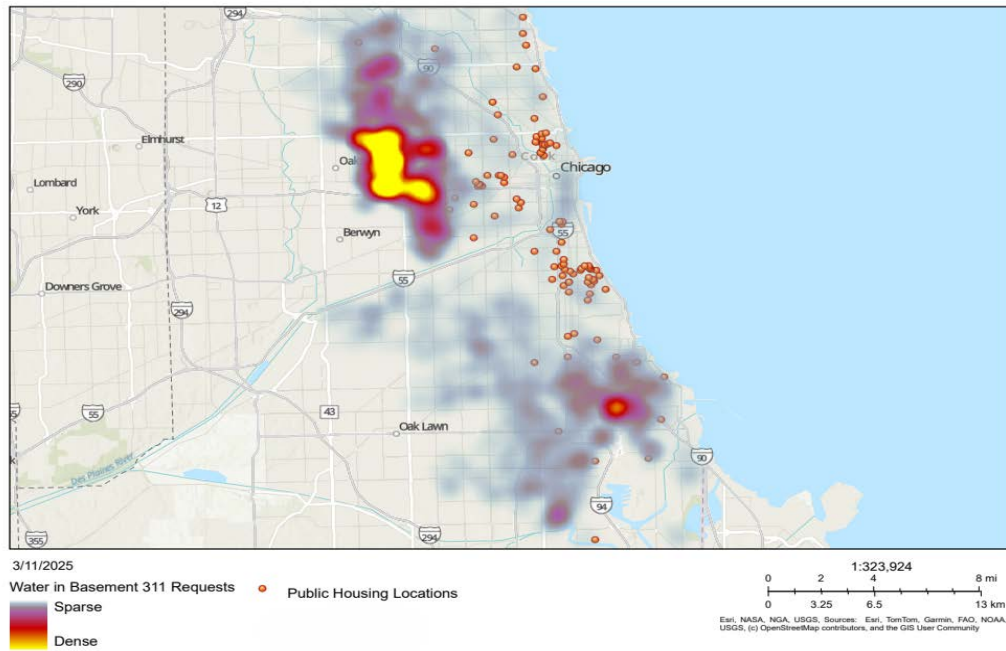 294
90
290
Elmhurst
Oak
Cook
Chicago
Lombard
12
York
Berwyn
55
55
Downers Grove
294
43
55
Oak Lawn
Des Plaines River
90
94
294
355
3/11/2025
Water in Basement 311 Requests
Sparse
Dense
Public Housing Locations
1:323,924
0 2 4 8 mi
0 3.25 6.5 13 km
Esri, NASA, NGA, USGS, Sources: Esri, TomTom, Garmin, FAO, NOAA,
USGS, (c) OpenStreetMap contributors, and the GIS User Community